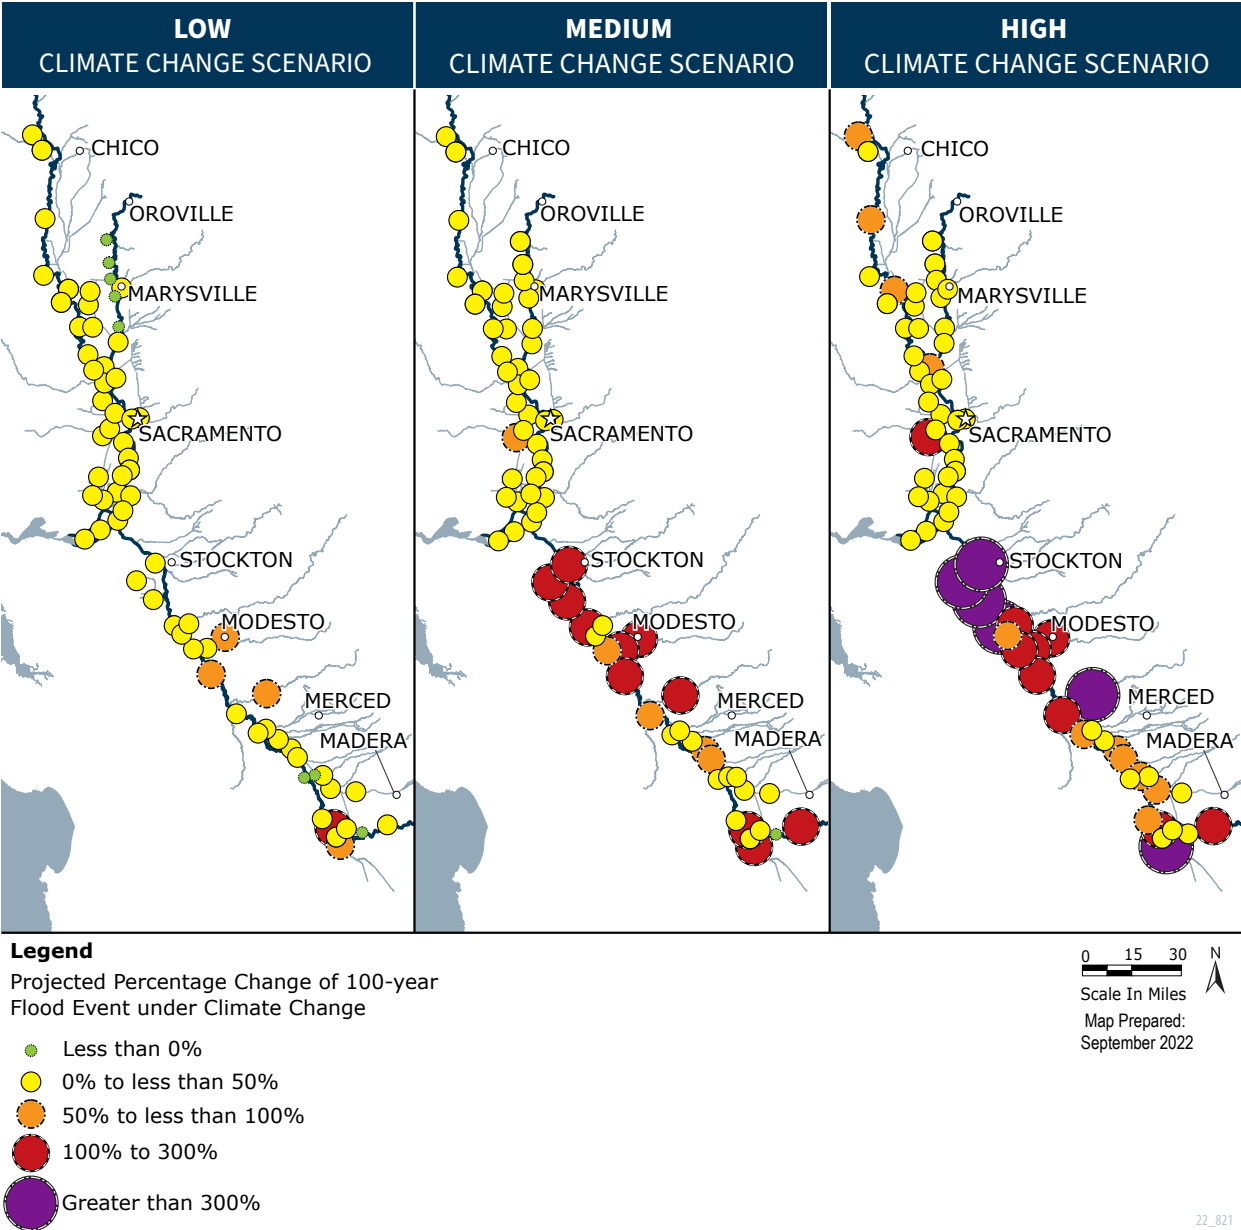 LOW
CLIMATE CHANGE SCENARIO
MEDIUM
CLIMATE CHANGE SCENARIO
HIGH
CLIMATE CHANGE SCENARIO
CHICO
OROVILLE
MARYSVILLE
SACRAMENTO
STOCKTON
MODESTO
MERCED
MADERA
CHICO
OROVILLE
MARYSVILLE
SACRAMENTO
STOCKTON
MODESTO
MERCED
MADERA
CHICO
OROVILLE
MARYSVILLE
SACRAMENTO
STOCKTON
MODESTO
MERCED
MADERA
Legend
Projected Percentage Change of 100-year
Flood Event under Climate Change
Less than 0%
0% to less than 50%
50% to less than 100%
100% to 300%
Greater than 300%
0 15 30
N
Scale In Miles
Map Prepared:
September 2022
22_821